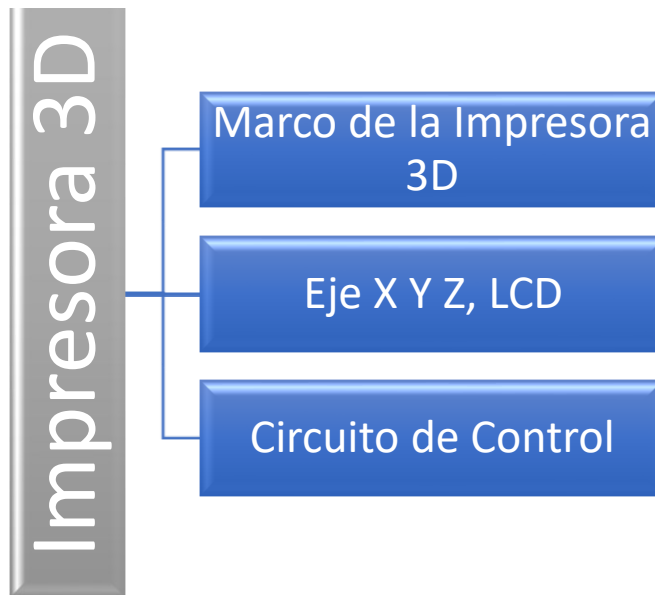 Impresora 3D
Marco de la Impresora
3D
Eje X Y Z, LCD
Circuito de Control